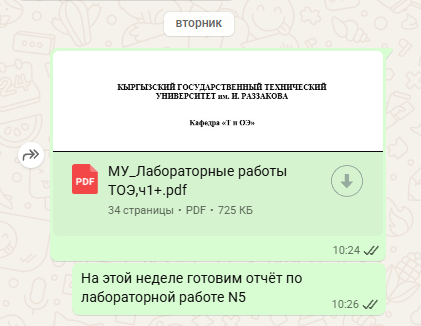 вторник
КЫРГЫЗСКИЙ ГОСУДАРСТВЕННЫЙ ТЕХНИЧЕСКИЙ
УНИВЕРСИТЕТ им. И. РАЗЗАКОВА
Кафедра «Т и ОЭ»
PDF
МУ_Лабораторные работы
ТОЭ,ч1+.pdf
34 страницы • PDF • 725 КБ
10:24
На этой неделе готовим отчёт по
лабораторной работе N5
10:26